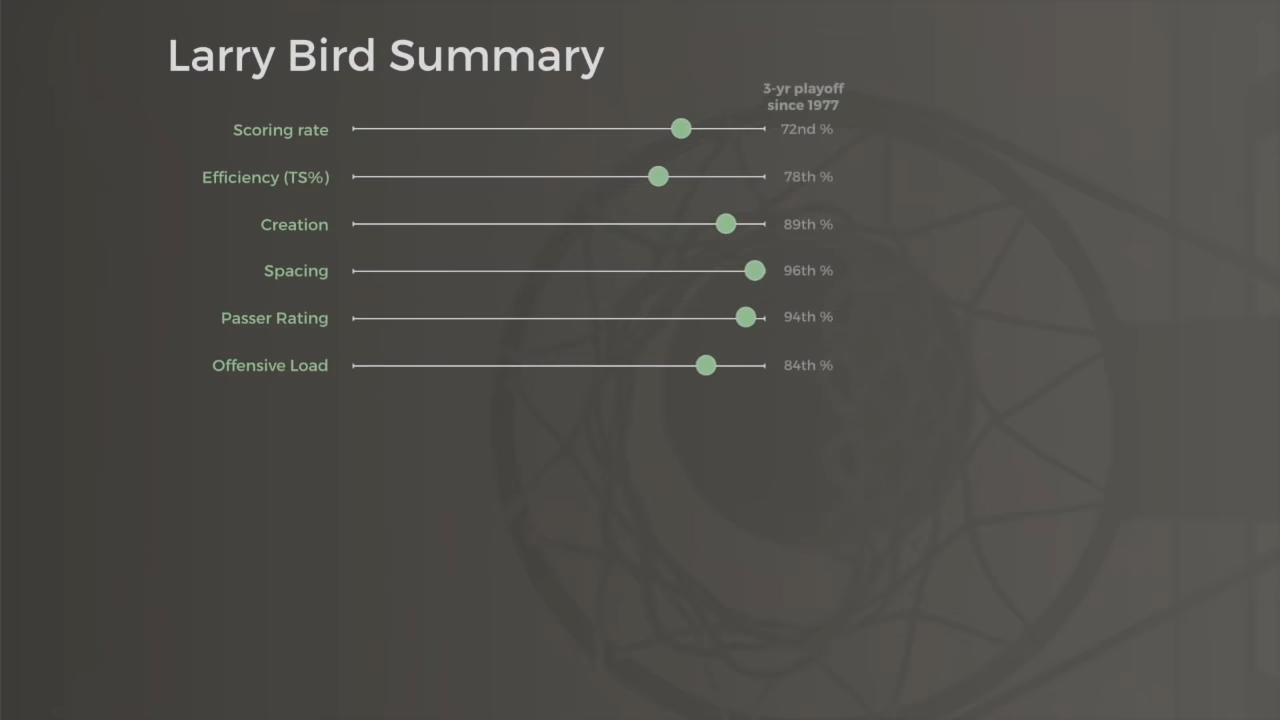 Larry Bird Summary
3-yr playoff
since 1977
Scoring rate 72nd %
Efficiency (TS%) 78th %
Creation 89th %
Spacing 96th %
Passer Rating 94th %
Offensive Load 84th %